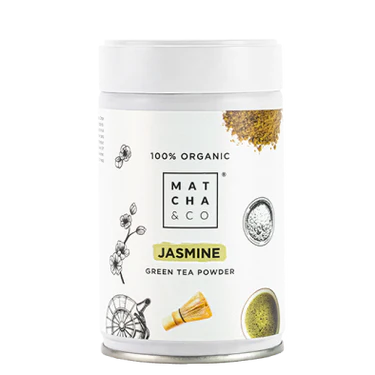 100% ORGANIC
MAT
CHA
& CO
®
JASMINE
GREEN TEA POWDER